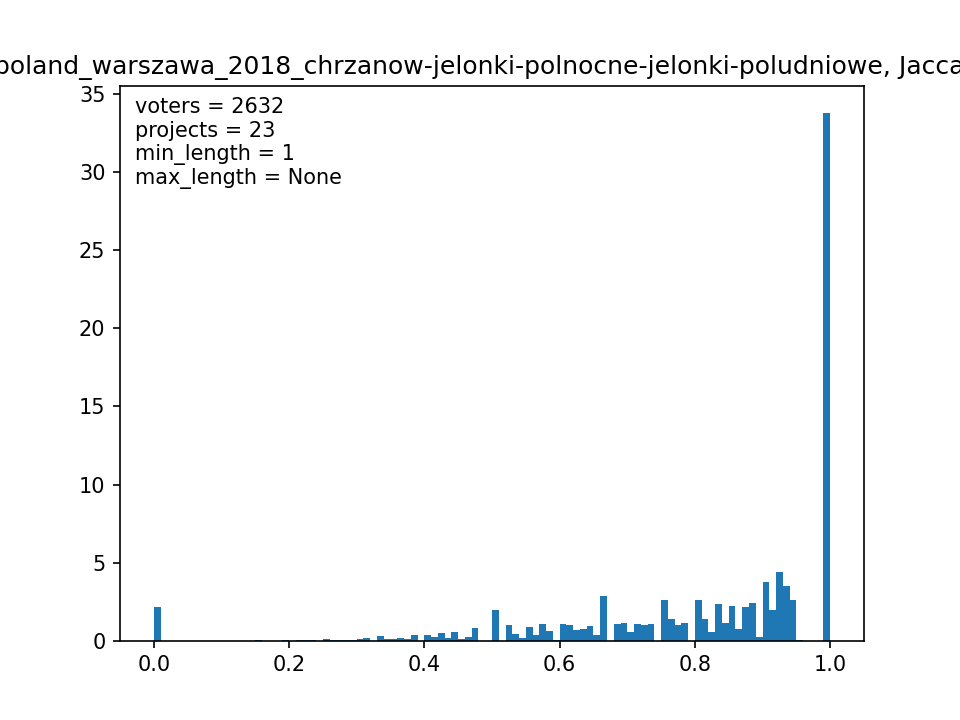 poland_warszawa_2018_chrzanow-jelonki-polnocne-jelonki-poludniowe, Jacca
voters = 2632
projects = 23
min_length = 1
max_length = None
35
30
25
20
15
10
5
0
0.0 0.2 0.4 0.6 0.8 1.0